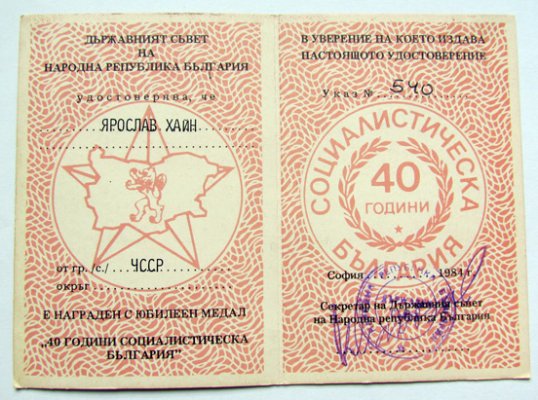 ДЪРЖАВНИЯТ СЪВЕТ
НА
НАРОДНА РЕПУБЛИКА БЪЛГАРИЯ
удостоверява, че
ЯРОСЛАВ ХАЙН
от гр. /с./ ЧССР
окръг
Е НАГРАДЕН С ЮБИЛЕЕН МЕДАЛ
„40 ГОДИНИ СОЦИАЛИСТИЧЕСКА
БЪЛГАРИЯ"
В УВЕРЕНИЕ НА КОЕТО ИЗДАВА
НАСТОЯЩОТО УДОСТОВЕРЕНИЕ
Указ № 540
СОЦИАЛИСТИЧЕСКА
40
ГОДИНИ
БЪЛГАРИЯ
София 1984 г.
Секретар на Държавния съвет
на Народна република България